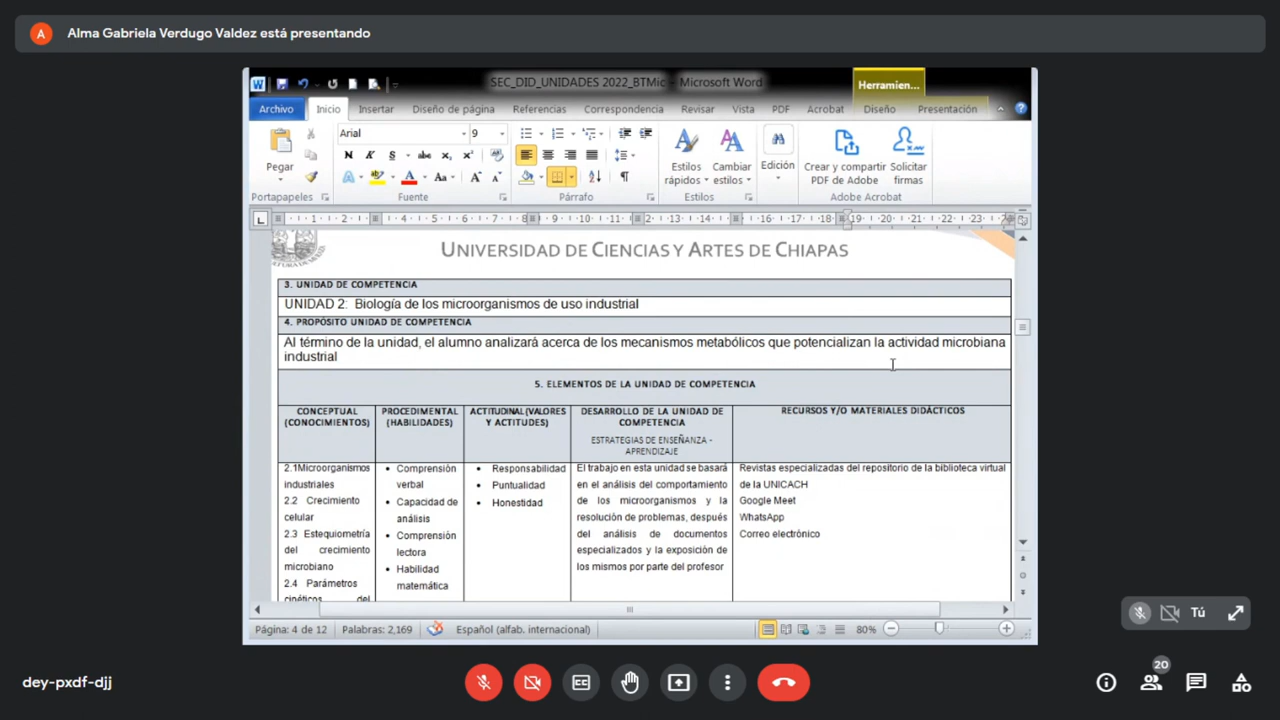 A Alma Gabriela Verdugo Valdez está presentando
SEC_DID_UNIDADES 2022_BTMic - Microsoft Word
Herramien...
Archivo Inicio Insertar Diseño de página Referencias Correspondencia Revisar Vista PDF Acrobat Diseño Presentación
Arial 9
Pegar
N K S abc x₂ x²
A ab A Aa A A
Edición
Estilos rápidos
Cambiar estilos
Crear y compartir PDF de Adobe
Solicitar firmas
Portapapeles Fuente Párrafo Estilos Adobe Acrobat
UNIVERSIDAD DE CIENCIAS Y ARTES DE CHIAPAS
3. UNIDAD DE COMPETENCIA
UNIDAD 2: Biología de los microorganismos de uso industrial
4. PROPÓSITO UNIDAD DE COMPETENCIA
Al término de la unidad, el alumno analizará acerca de los mecanismos metabólicos que potencializan la actividad microbiana
industrial
5. ELEMENTOS DE LA UNIDAD DE COMPETENCIA
CONCEPTUAL
(CONOCIMIENTOS)
PROCEDIMENTAL
(HABILIDADES)
ACTITUDINAL (VALORES
Y ACTITUDES)
DESARROLLO DE LA UNIDAD DE
COMPETENCIA
ESTRATEGIAS DE ENSEÑANZA -
APRENDIZAJE
RECURSOS Y/O MATERIALES DIDÁCTICOS
2.1Microorganismos
industriales
2.2 Crecimiento
celular
2.3 Estequiometría
del crecimiento
microbiano
2.4 Parámetros
cinéticos del
• Comprensión
verbal
• Capacidad de
análisis
• Comprensión
lectora
• Habilidad
matemática
• Responsabilidad
• Puntualidad
• Honestidad
El trabajo en esta unidad se basará
en el análisis del comportamiento
de los microorganismos y la
resolución de problemas, después
del análisis de documentos
especializados y la exposición de
los mismos por parte del profesor
Revistas especializadas del repositorio de la biblioteca virtual
de la UNICACH
Google Meet
WhatsApp
Correo electrónico
Página: 4 de 12 Palabras: 2,169 Español (alfab. internacional) 80%
Tú
dey-pxdf-djj
20